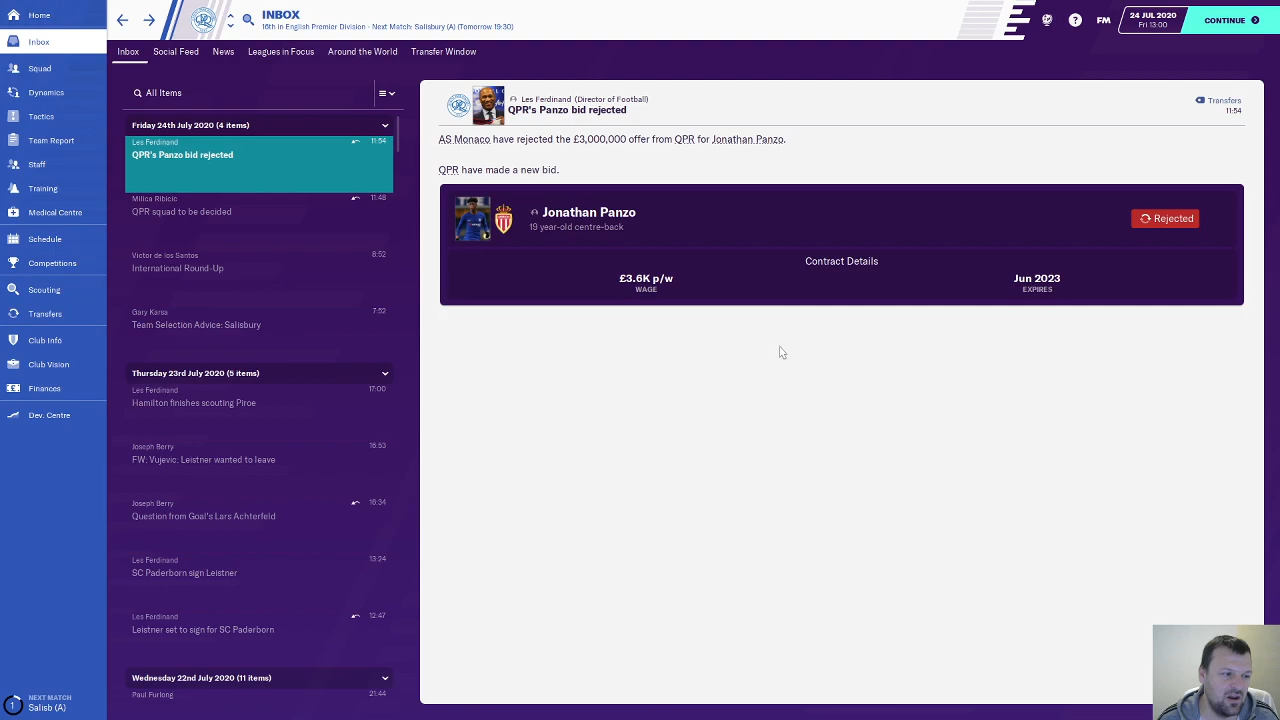 Home
Inbox
Squad
Dynamics
Tactics
Team Report
Staff
Training
Medical Centre
Schedule
Competitions
Scouting
Transfers
Club Info
Club Vision
Finances
Dev. Centre
1
NEXT MATCH
Salisb (A)
INBOX
16th in English Premier Division - Next Match: Salisbury (A) (Tomorrow 19:30)
?
FM
24 JUL 2020
Fri 13:00
CONTINUE
Inbox
Social Feed
News
Leagues in Focus
Around the World
Transfer Window
All Items
Friday 24th July 2020 (4 items)
Les Ferdinand 11:54
QPR's Panzo bid rejected
Milica Ribicic 11:48
QPR squad to be decided
Victor de los Santos 8:52
International Round-Up
Gary Karsa 7:52
Team Selection Advice: Salisbury
Thursday 23rd July 2020 (5 items)
Les Ferdinand 17:00
Hamilton finishes scouting Piroe
Joseph Berry 16:53
FW: Vujevic: Leistner wanted to leave
Joseph Berry 16:34
Question from Goal's Lars Achterfeld
Les Ferdinand 13:24
SC Paderborn sign Leistner
Les Ferdinand 12:47
Leistner set to sign for SC Paderborn
Wednesday 22nd July 2020 (11 items)
Paul Furlong 21:44
Les Ferdinand (Director of Football)
QPR's Panzo bid rejected
Transfers
11:54
AS Monaco have rejected the £3,000,000 offer from QPR for Jonathan Panzo.
QPR have made a new bid.
Jonathan Panzo
19 year-old centre-back
Rejected
Contract Details
£3.6K p/w
WAGE
Jun 2023
EXPIRES